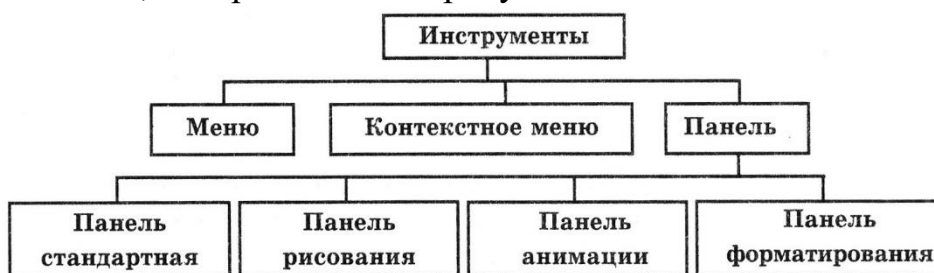 Инструменты
Меню
Контекстное меню
Панель
Панель
стандартная
Панель
рисования
Панель
анимации
Панель
форматирования